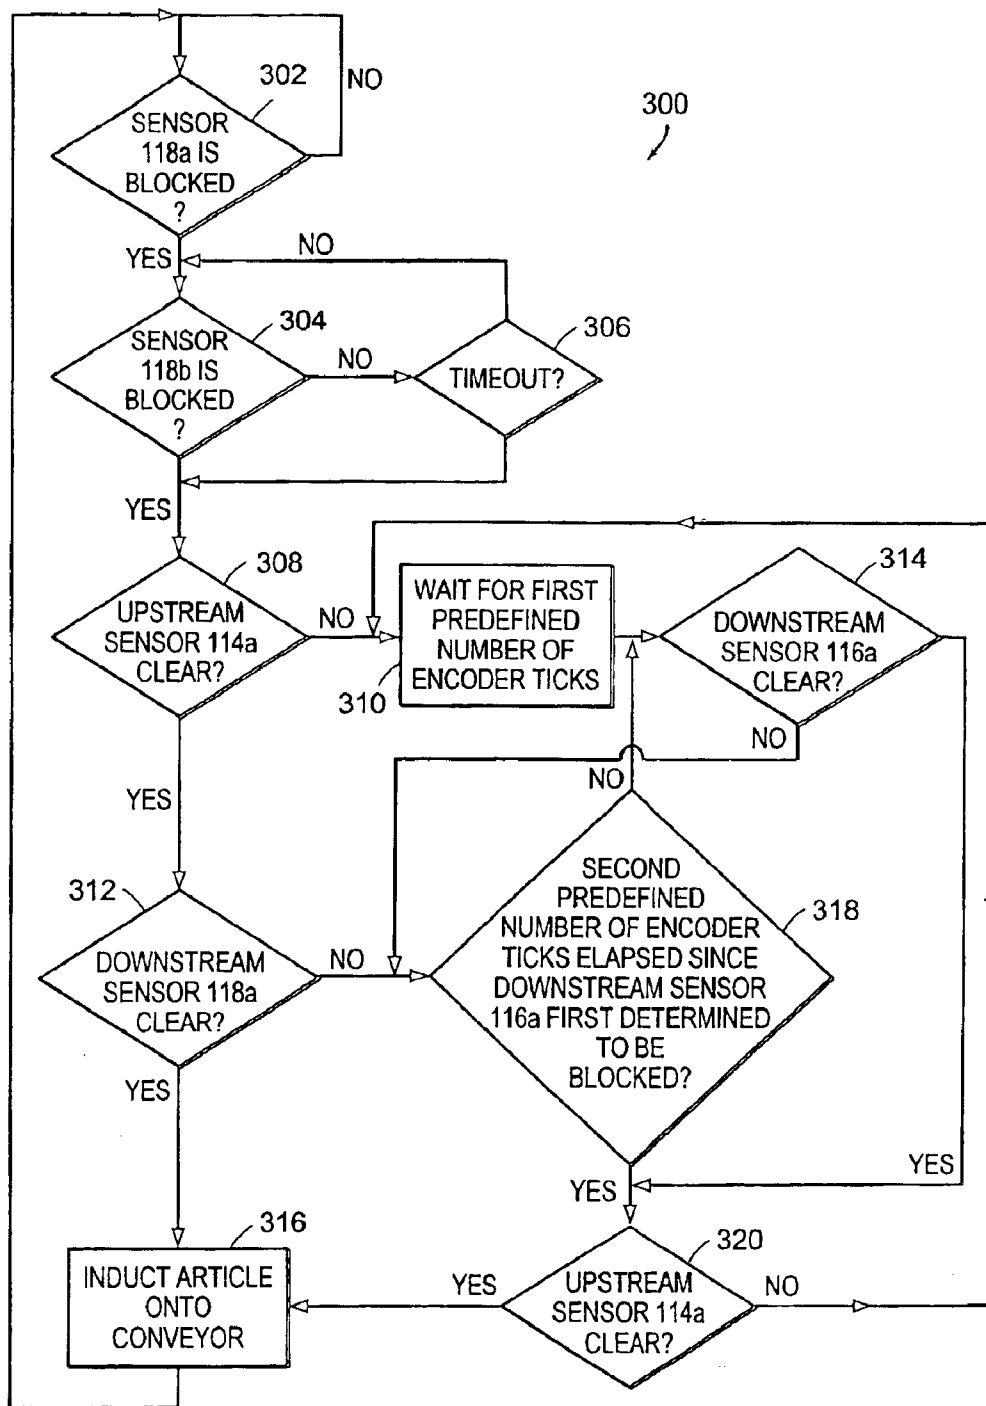 300
302
SENSOR
118a IS
BLOCKED
?
NO
YES
NO
304
SENSOR
118b IS
BLOCKED
?
NO
306
TIMEOUT?
YES
308
UPSTREAM
SENSOR 114a
CLEAR?
NO
310
WAIT FOR FIRST
PREDEFINED
NUMBER OF
ENCODER TICKS
314
DOWNSTREAM
SENSOR 116a
CLEAR?
NO
YES
NO
312
DOWNSTREAM
SENSOR 118a
CLEAR?
NO
318
SECOND
PREDEFINED
NUMBER OF ENCODER
TICKS ELAPSED SINCE
DOWNSTREAM SENSOR
116a FIRST DETERMINED
TO BE
BLOCKED?
YES
YES
YES
316
INDUCT ARTICLE
ONTO
CONVEYOR
YES
320
UPSTREAM
SENSOR 114a
CLEAR?
NO